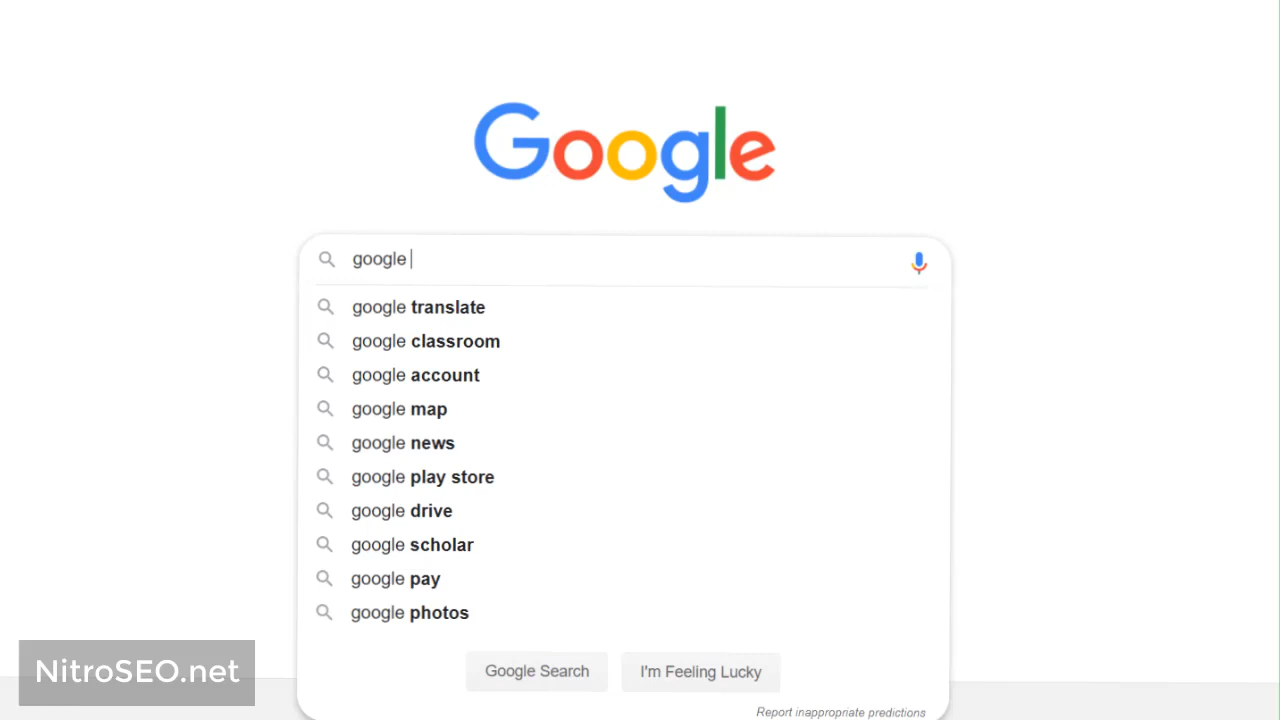 Google
google
google translate
google classroom
google account
google map
google news
google play store
google drive
google scholar
google pay
google photos
Google Search I'm Feeling Lucky
Report inappropriate predictions
NitroSEO.net